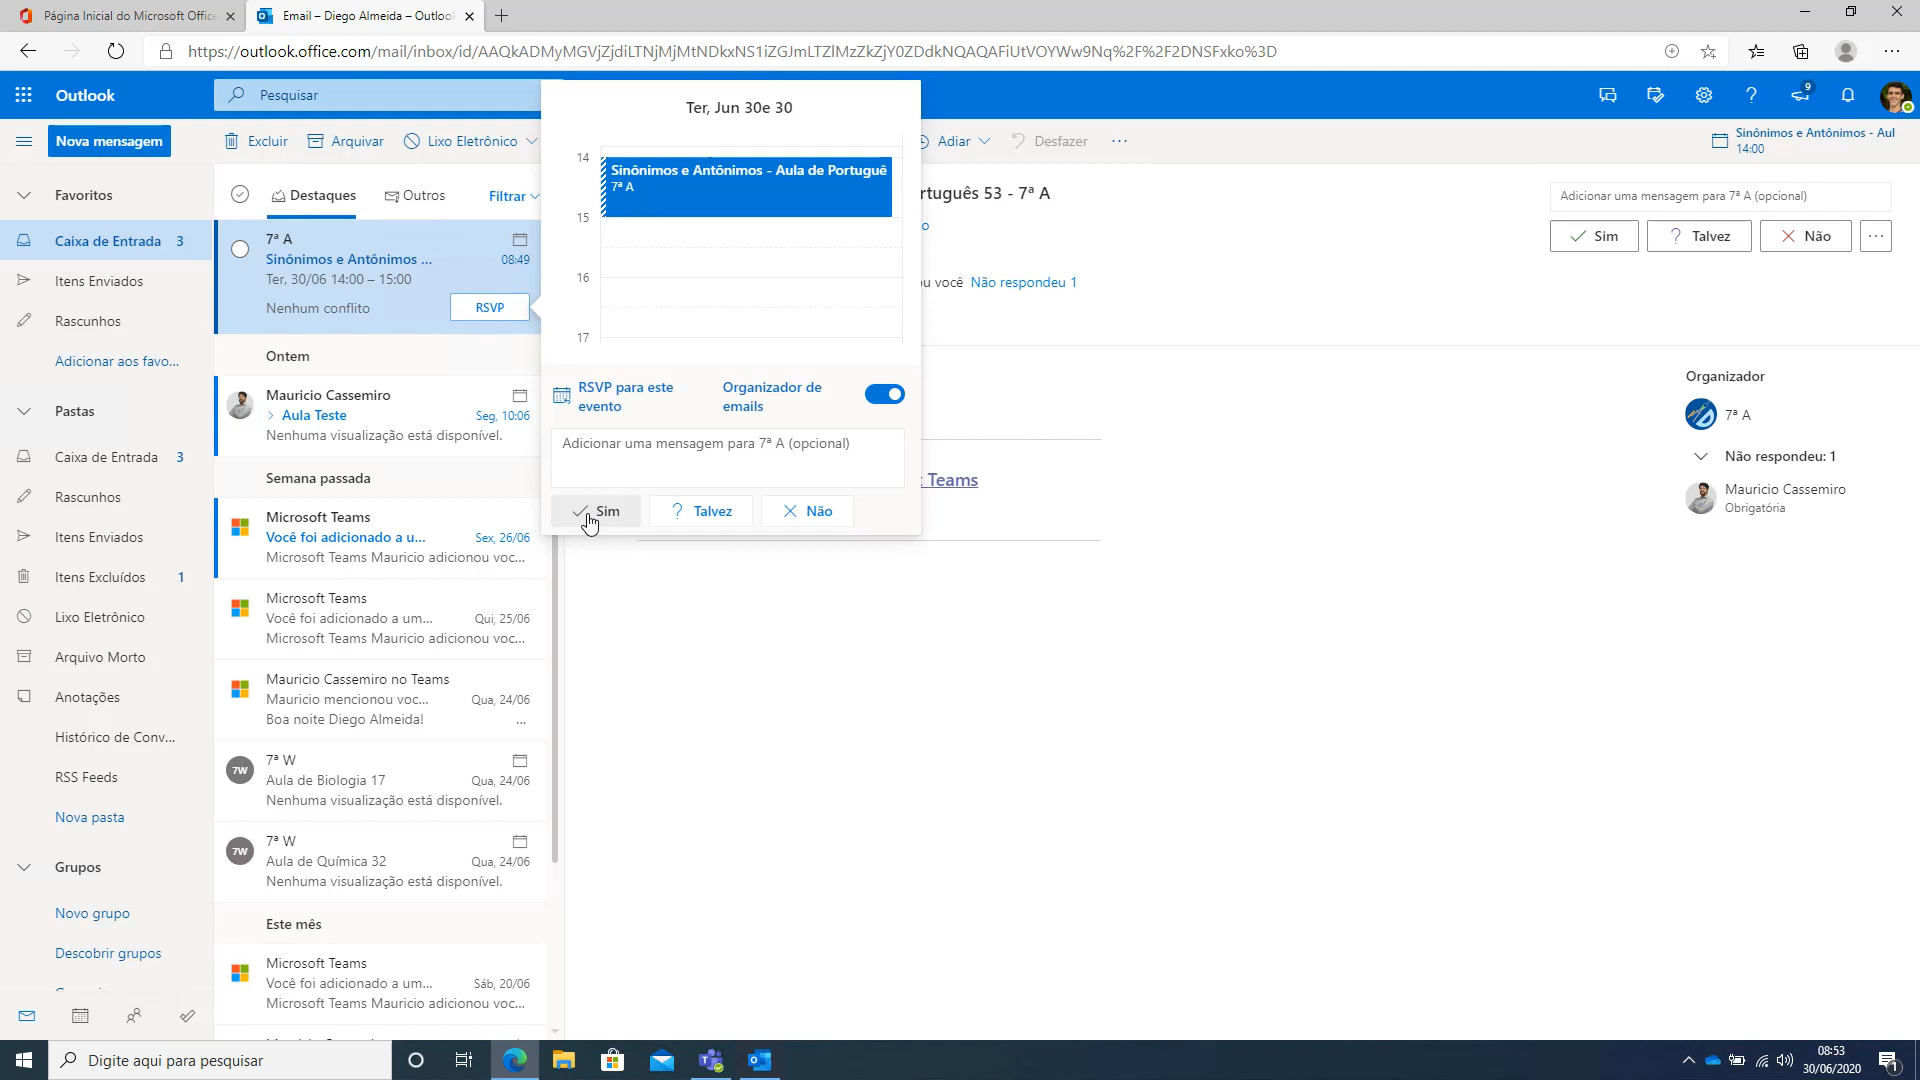 Página Inicial do Microsoft Office
Email – Diego Almeida – Outlook
https://outlook.office.com/mail/inbox/id/AAQkADMyMGVjZjdiLTNjMjMtNDkxNS1iZGJmLTZlMzZkZjY0ZDdkNQAQAFiUtVOYWw9Nq%2F%2F2DNSFxko%3D
Outlook
Pesquisar
9
Nova mensagem
Excluir
Arquivar
Lixo Eletrônico
Adiar
Desfazer
Sinônimos e Antônimos - Aul
14:00
Favoritos
Caixa de Entrada 3
Itens Enviados
Rascunhos
Adicionar aos favo...
Pastas
Caixa de Entrada 3
Rascunhos
Itens Enviados
Itens Excluídos 1
Lixo Eletrônico
Arquivo Morto
Anotações
Histórico de Conv...
RSS Feeds
Nova pasta
Grupos
Novo grupo
Descobrir grupos
Destaques
Outros
Filtrar
7ª A
Sinônimos e Antônimos ...
08:49
Ter, 30/06 14:00 – 15:00
Nenhum conflito
RSVP
Ontem
Mauricio Cassemiro
Aula Teste
Seg, 10:06
Nenhuma visualização está disponível.
Semana passada
Microsoft Teams
Você foi adicionado a u...
Sex, 26/06
Microsoft Teams Mauricio adicionou voc...
Microsoft Teams
Você foi adicionado a um...
Qui, 25/06
Microsoft Teams Mauricio adicionou voc...
Mauricio Cassemiro no Teams
Mauricio mencionou voc...
Qua, 24/06
Boa noite Diego Almeida! ...
7W
7ª W
Aula de Biologia 17
Qua, 24/06
Nenhuma visualização está disponível.
7W
7ª W
Aula de Química 32
Qua, 24/06
Nenhuma visualização está disponível.
Este mês
Microsoft Teams
Você foi adicionado a um...
Sáb, 20/06
Microsoft Teams Mauricio adicionou voc...
Ter, Jun 30e 30
14
Sinônimos e Antônimos - Aula de Portuguê
7ª A
15
16
17
RSVP para este
evento
Organizador de
emails
Adicionar uma mensagem para 7ª A (opcional)
Sim
Talvez
Não
rtuguês 53 - 7ª A
o
ou você Não respondeu 1
Teams
Adicionar uma mensagem para 7ª A (opcional)
Sim
Talvez
Não
Organizador
7ª A
Não respondeu: 1
Mauricio Cassemiro
Obrigatória
Digite aqui para pesquisar
08:53
30/06/2020
1